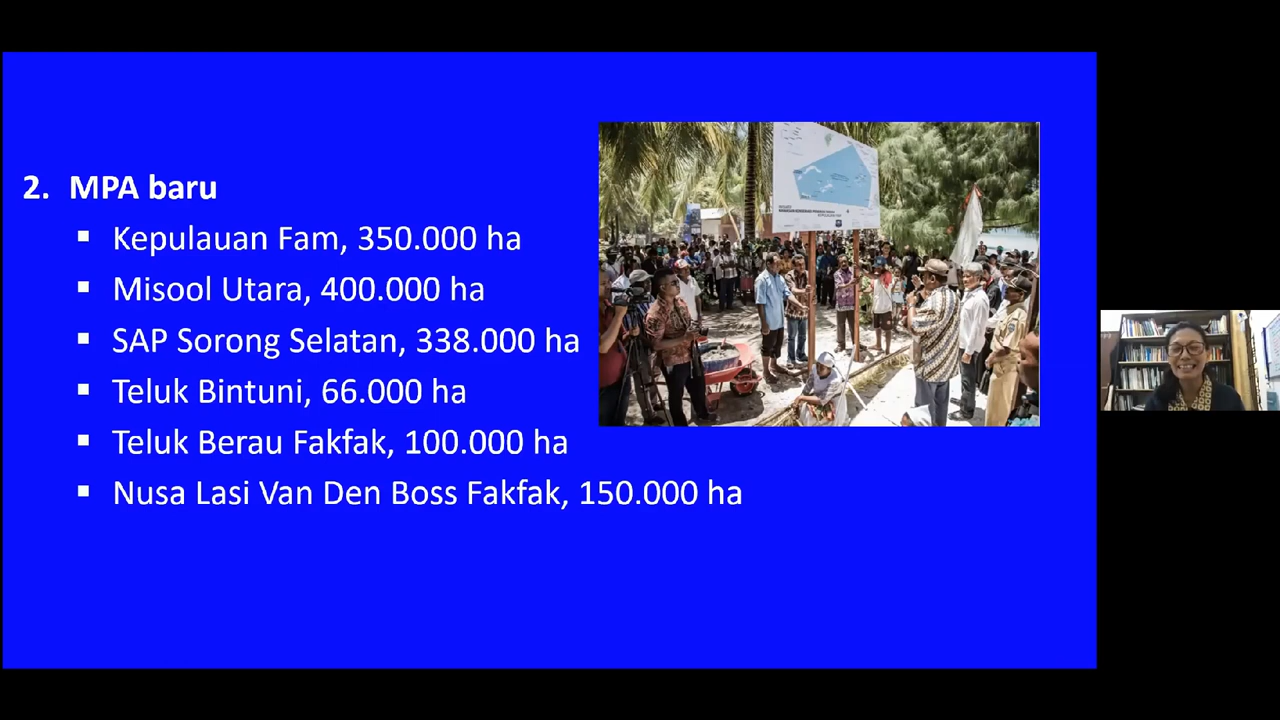 2. MPA baru
▪ Kepulauan Fam, 350.000 ha
▪ Misool Utara, 400.000 ha
▪ SAP Sorong Selatan, 338.000 ha
▪ Teluk Bintuni, 66.000 ha
▪ Teluk Berau Fakfak, 100.000 ha
▪ Nusa Lasi Van Den Boss Fakfak, 150.000 ha